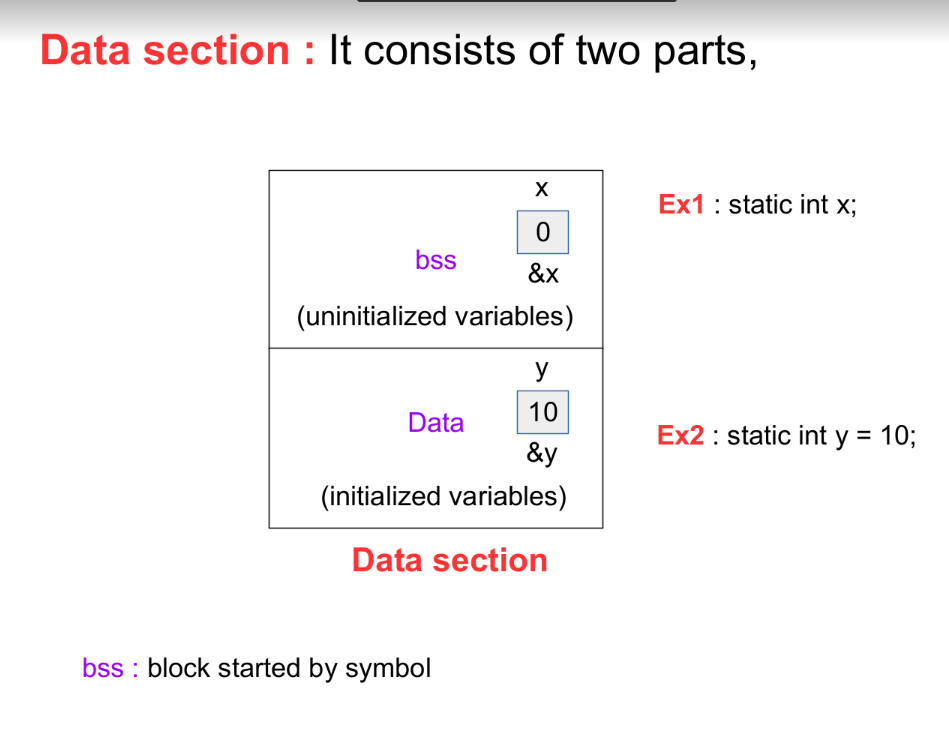 Data section : It consists of two parts,
x
Ex1 : static int x;
0
bss
&x
(uninitialized variables)
y
10
Data
Ex2 : static int y = 10;
&y
(initialized variables)
Data section
bss : block started by symbol